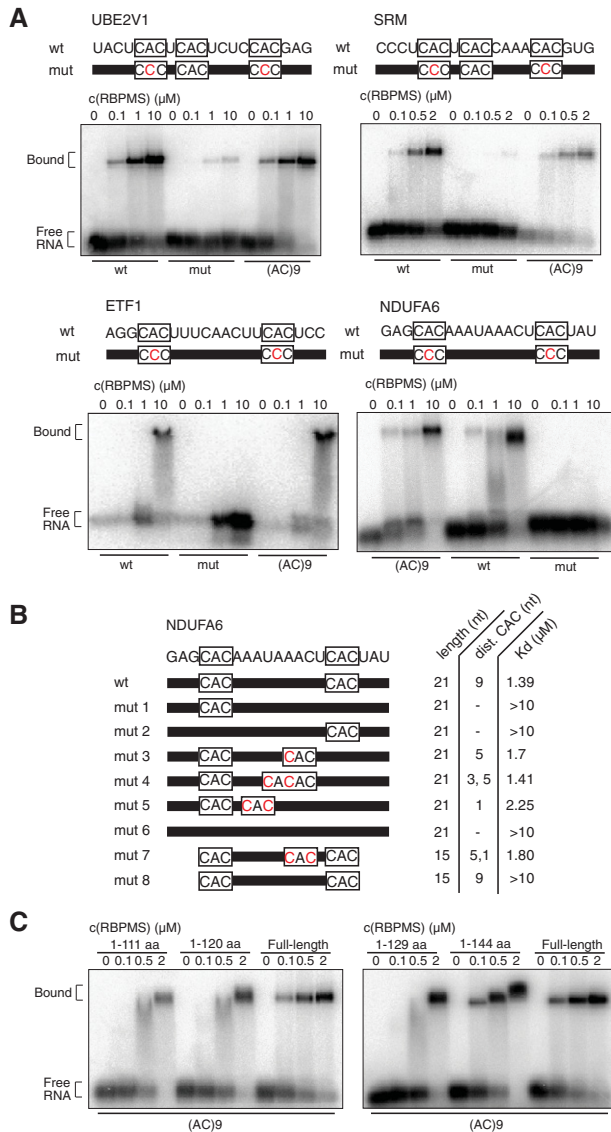 A
UBE2V1
wt UACUCACUCACUCUCCACGAG
mut CCC CAC CCC
c(RBPMS) (µM)
0 0.1 1 10 0 0.1 1 10 0 0.1 1 10
Bound
Free RNA
wt mut (AC)9
SRM
wt CCCUCACUCACCAAACACGUG
mut CCC CAC CCC
c(RBPMS) (µM)
0 0.1 0.5 2 0 0.1 0.5 2 0 0.1 0.5 2
wt mut (AC)9
ETF1
wt AGGCACUUUCAACUUCACUCC
mut CCC CCC
c(RBPMS) (µM)
0 0.1 1 10 0 0.1 1 10 0 0.1 1 10
Bound
Free RNA
wt mut (AC)9
NDUFA6
wt GAGCACAAAUAAACUCACUAU
mut CCC CCC
c(RBPMS) (µM)
0 0.1 1 10 0 0.1 1 10 0 0.1 1 10
(AC)9 wt mut
B
NDUFA6
length (nt) dist. CAC (nt) Kd (µM)
GAGCACAAAUAAACUCACUAU
wt CAC CAC 21 9 1.39
mut 1 CAC 21 - >10
mut 2 CAC 21 - >10
mut 3 CAC CAC 21 5 1.7
mut 4 CAC CACAC 21 3, 5 1.41
mut 5 CAC CAC 21 1 2.25
mut 6 21 - >10
mut 7 CAC CAC CAC 15 5,1 1.80
mut 8 CAC CAC 15 9 >10
C
c(RBPMS) (µM)
1-111 aa 1-120 aa Full-length
0 0.1 0.5 2 0 0.1 0.5 2 0 0.1 0.5 2
Bound
Free RNA
(AC)9
c(RBPMS) (µM)
1-129 aa 1-144 aa Full-length
0 0.1 0.5 2 0 0.1 0.5 2 0 0.1 0.5 2
(AC)9